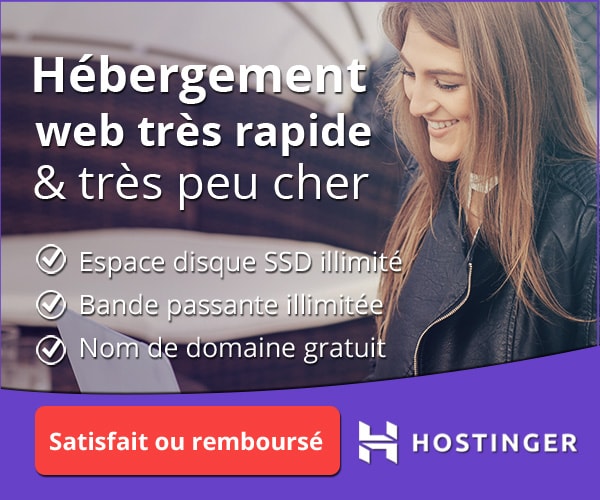 Hébergement
web très rapide
& très peu cher
Espace disque SSD illimité
Bande passante illimitée
Nom de domaine gratuit
Satisfait ou remboursé
HOSTINGER